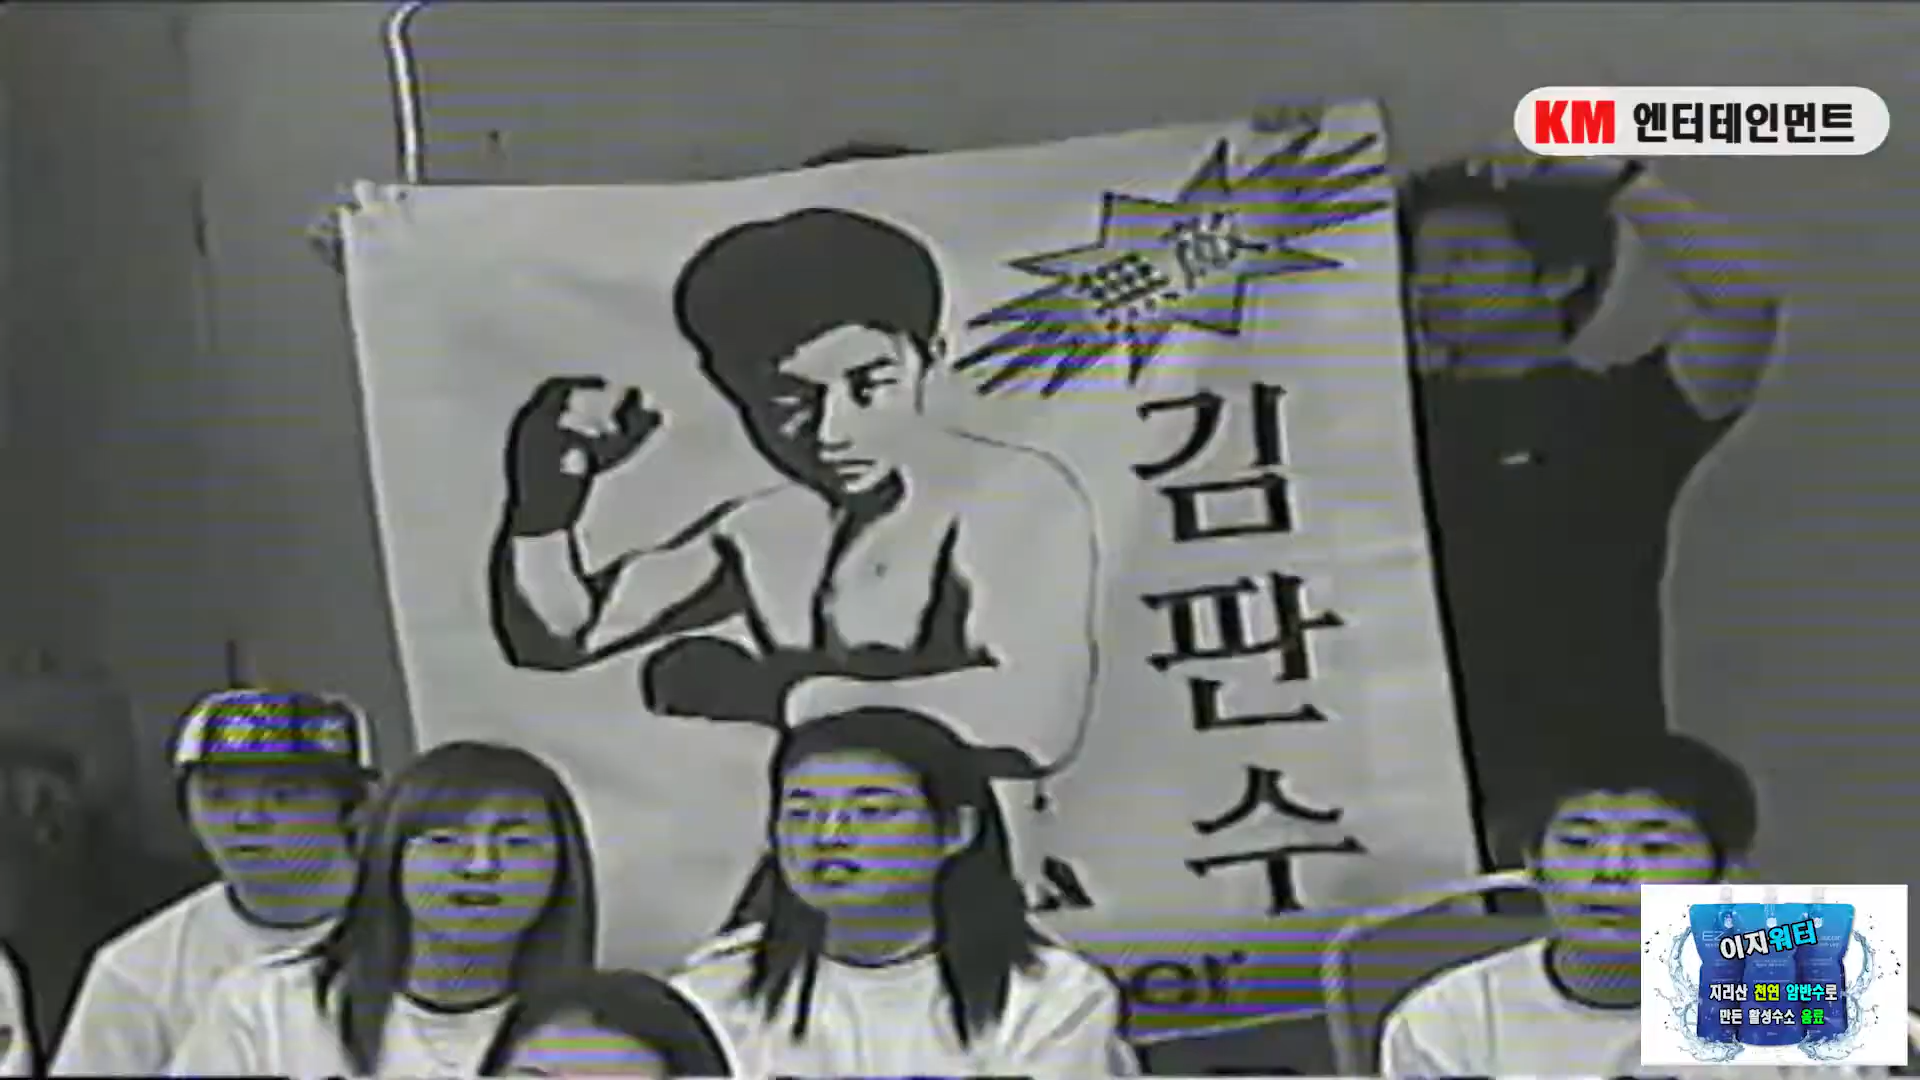 KM 엔터테인먼트
無敵
김판수
이지워터
지리산 천연 암반수로
만든 활성수소 음료